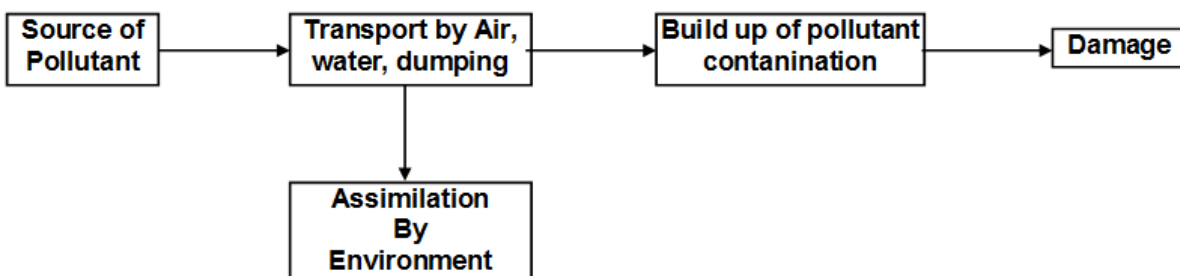 Source of
Pollutant
Transport by Air,
water, dumping
Build up of pollutant
contanination
Damage
Assimilation
By
Environment